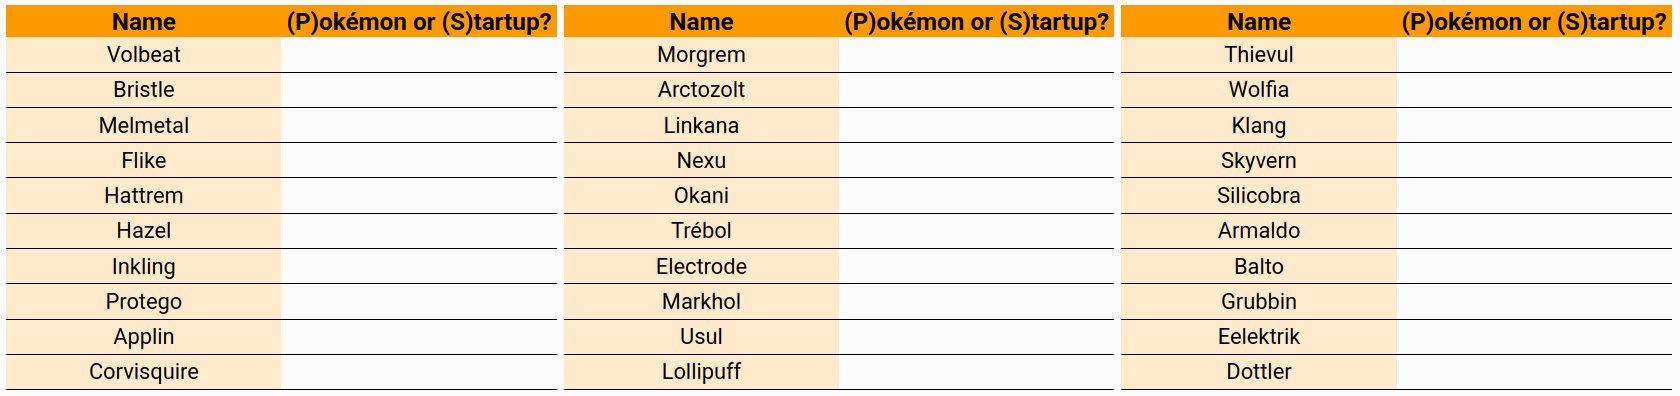 Name (P)okémon or (S)tartup? Name (P)okémon or (S)tartup? Name (P)okémon or (S)tartup?
Volbeat Morgrem Thievul
Bristle Arctozolt Wolfia
Melmetal Linkana Klang
Flike Nexu Skyvern
Hattrem Okani Silicobra
Hazel Trébol Armaldo
Inkling Electrode Balto
Protego Markhol Grubbin
Applin Usul Eelektrik
Corvisquire Lollipuff Dottler